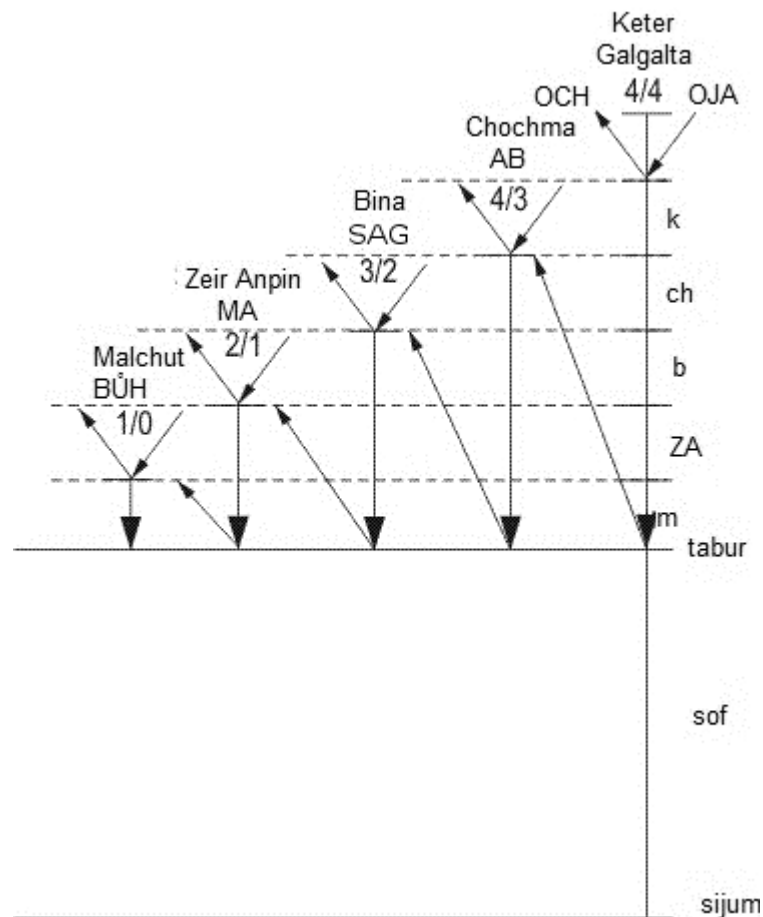 Keter
Galgalta
4/4
OCH
OJA
Chochma
AB
4/3
Bina
SAG
3/2
Zeir Anpin
MA
2/1
Malchut
BŮH
1/0
k
ch
b
ZA
m
tabur
sof
sijum